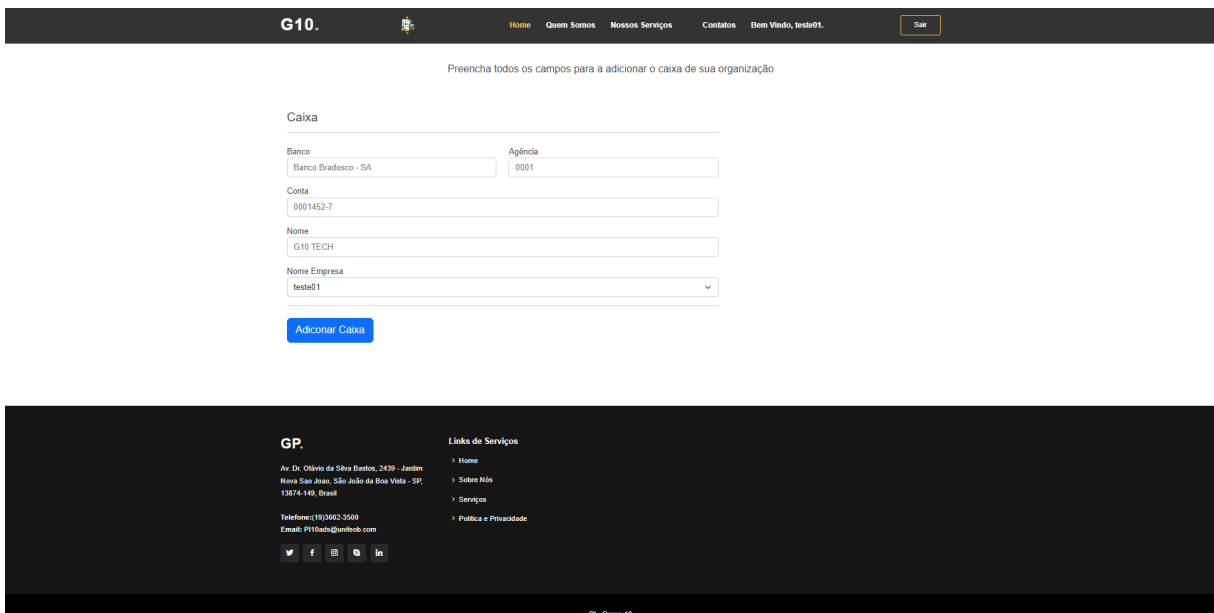 G10.
Home Quem Somos Nossos Serviços Contatos Bem Vindo, teste01. Sair
Preencha todos os campos para a adicionar o caixa de sua organização
Caixa
Banco Agência
Banco Bradesco - SA 0001
Conta
0001452-7
Nome
G10 TECH
Nome Empresa
teste01
Adiconar Caixa
GP.
Av. Dr. Otávio da Silva Bastos, 2439 - Jardim
Nova Sao Joao, São João da Boa Vista - SP,
13874-149, Brasil
Telefone:(19)3602-3500
Email: PI10ads@unifeob.com
Links de Serviços
Home
Sobre Nós
Serviços
Politica e Privacidade